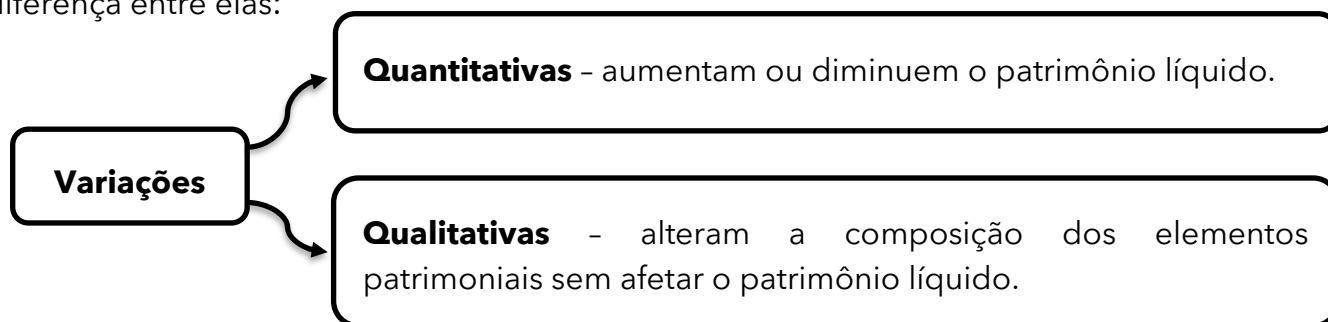 diferença entre elas:
Quantitativas – aumentam ou diminuem o patrimônio líquido.
Variações
Qualitativas – alteram a composição dos elementos
patrimoniais sem afetar o patrimônio líquido.